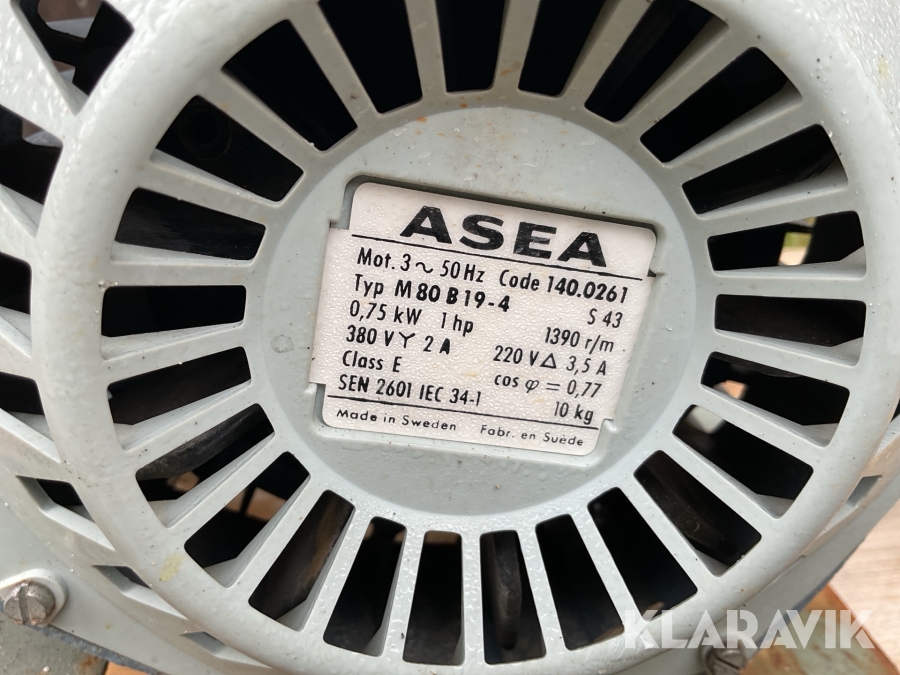 ASEA
Mot. 3 ~ 50 Hz Code 140.0261
Typ M 80 B 19-4 S 43
0,75 kW 1 hp 1390 r/m
380 V Y 2 A 220 V Δ 3,5 A
Class E cos φ = 0,77
SEN 2601 IEC 34-1 10 kg
Made in Sweden Fabr. en Suède
KLARAVIK